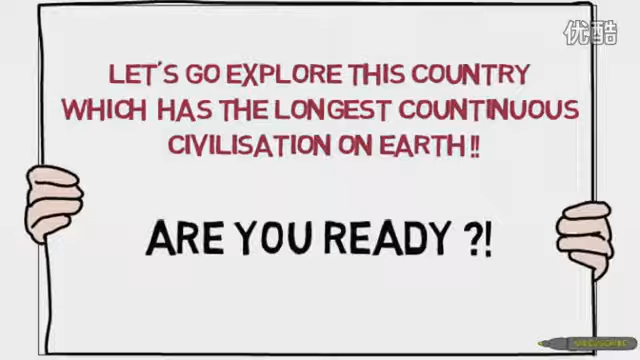 优酷
LET'S GO EXPLORE THIS COUNTRY
WHICH HAS THE LONGEST COUNTINUOUS
CIVILISATION ON EARTH!!
ARE YOU READY ?!